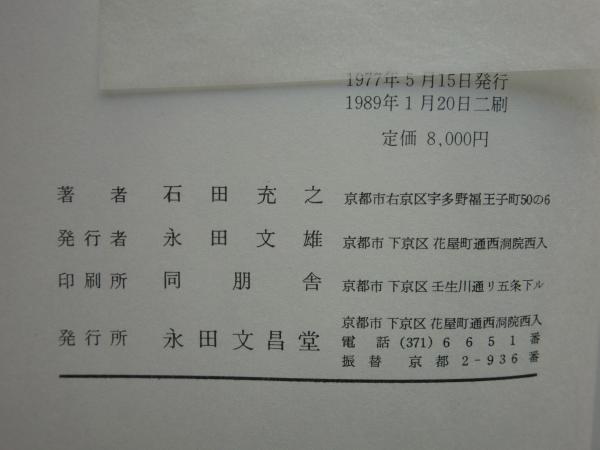 1977年5月15日発行
1989年1月20日二刷
定価 8,000円
著者 石田充之 京都市右京区宇多野福王子町50の6
発行者 永田文雄 京都市 下京区 花屋町通西洞院西入
印刷所 同朋舎 京都市 下京区 壬生川通リ五条下ル
発行所 永田文昌堂 京都市 下京区 花屋町通西洞院西入
電話 (371) 6651番
振替 京都 2-936番